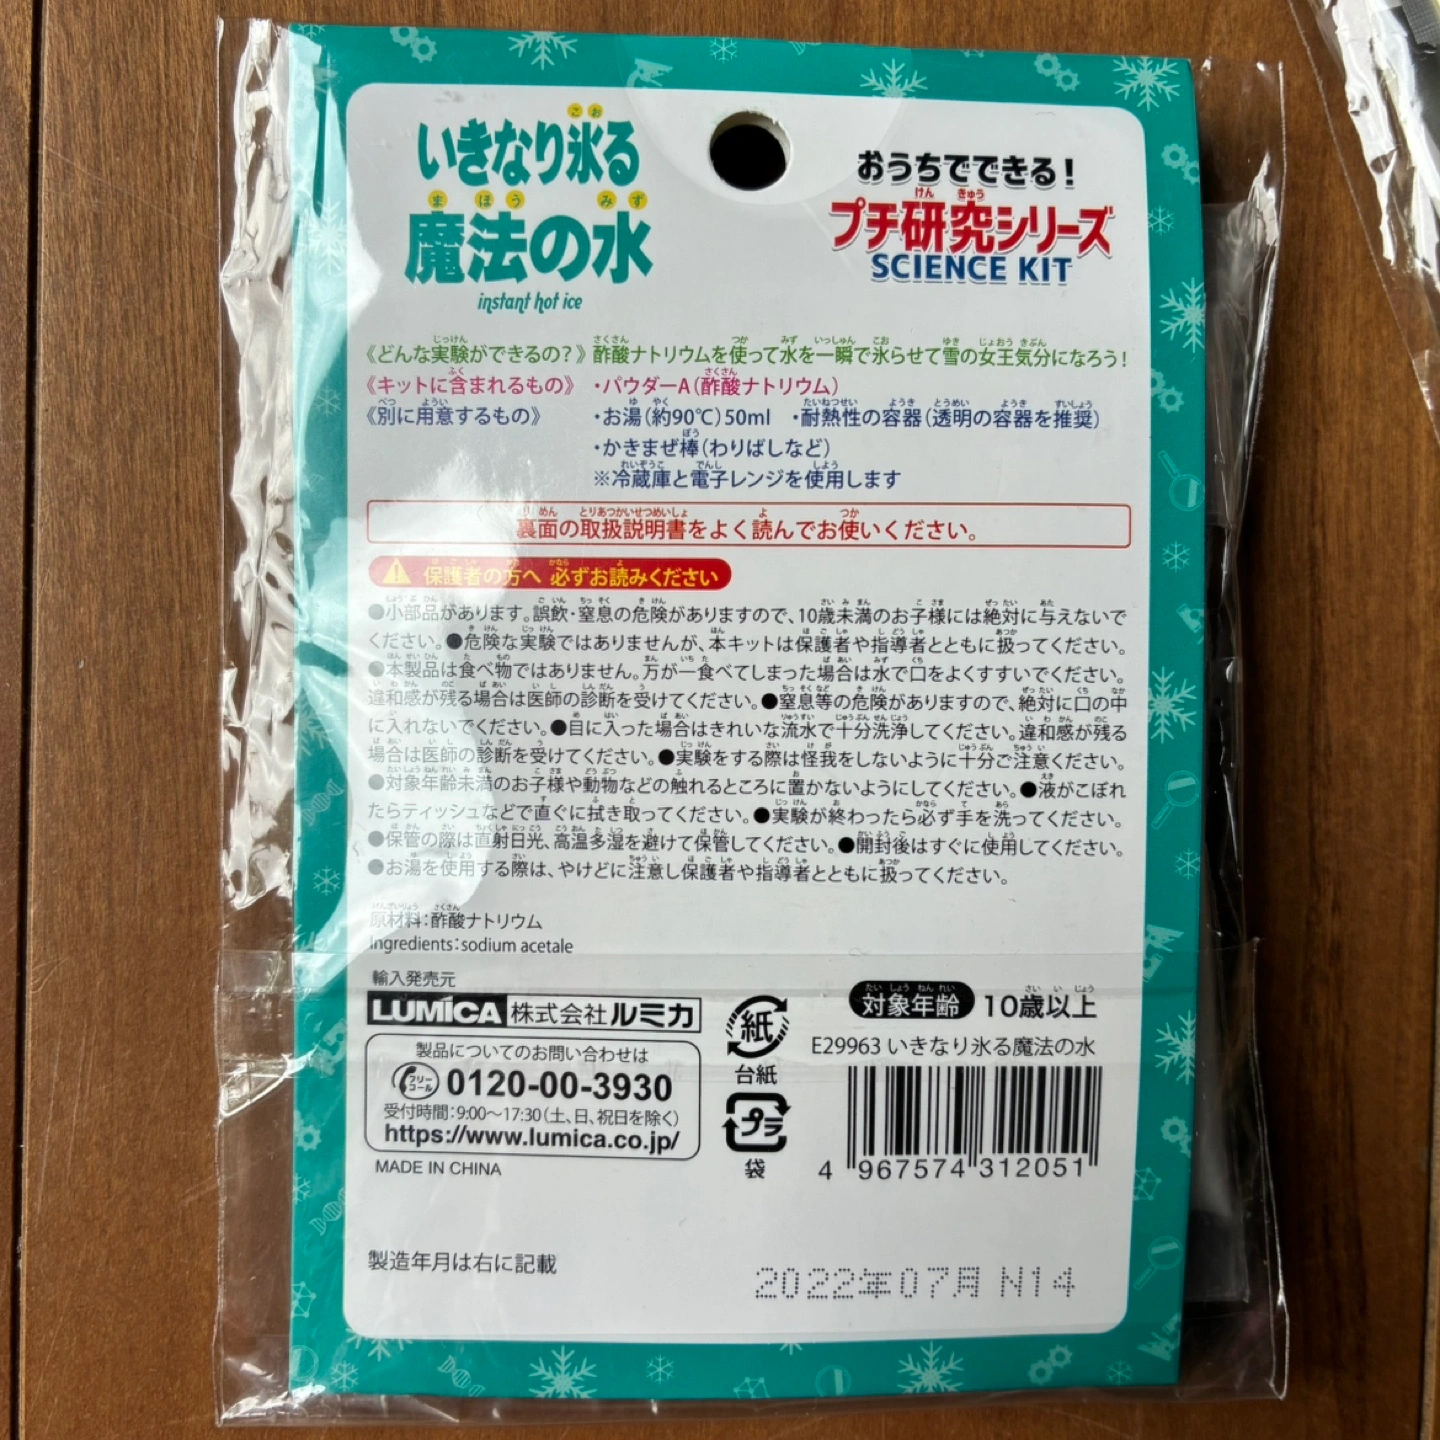 いきなり氷る
魔法の水
instant hot ice
おうちでできる！
プチ研究シリーズ
SCIENCE KIT
《どんな実験ができるの？》酢酸ナトリウムを使って水を一瞬で氷らせて雪の女王気分になろう！
《キットに含まれるもの》 ・パウダーA（酢酸ナトリウム）
《別に用意するもの》 ・お湯（約90℃）50ml ・耐熱性の容器（透明の容器を推奨）
・かきまぜ棒（わりばしなど）
※冷蔵庫と電子レンジを使用します
裏面の取扱説明書をよく読んでお使いください。
保護者の方へ 必ずお読みください
●小部品があります。誤飲・窒息の危険がありますので、10歳未満のお子様には絶対に与えないで
ください。●危険な実験ではありませんが、本キットは保護者や指導者とともに扱ってください。
●本製品は食べ物ではありません。万が一食べてしまった場合は水で口をよくすすいでください。
違和感が残る場合は医師の診断を受けてください。●窒息等の危険がありますので、絶対に口の中
に入れないでください。●目に入った場合はきれいな流水で十分洗浄してください。違和感が残る
場合は医師の診断を受けてください。●実験をする際は怪我をしないように十分ご注意ください。
●対象年齢未満のお子様や動物などの触れるところに置かないようにしてください。●液がこぼれ
たらティッシュなどで直ぐに拭き取ってください。●実験が終わったら必ず手を洗ってください。
●保管の際は直射日光、高温多湿を避けて保管してください。●開封後はすぐに使用してください。
●お湯を使用する際は、やけどに注意し保護者や指導者とともに扱ってください。
原材料：酢酸ナトリウム
Ingredients：sodium acetale
輸入発売元
LUMICA 株式会社ルミカ
製品についてのお問い合わせは
フリーコール 0120-00-3930
受付時間：9:00～17:30（土、日、祝日を除く）
https://www.lumica.co.jp/
MADE IN CHINA
紙
台紙
プラ
袋
対象年齢 10歳以上
E29963 いきなり氷る魔法の水
4 967574 312051
製造年月は右に記載
2022年07月 N14